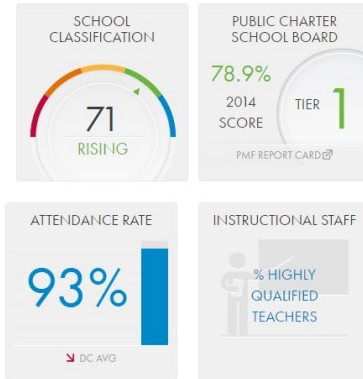 SCHOOL
CLASSIFICATION
71
RISING
PUBLIC CHARTER
SCHOOL BOARD
78.9%
2014
SCORE
TIER 1
PMF REPORT CARD
ATTENDANCE RATE
93%
DC AVG
INSTRUCTIONAL STAFF
% HIGHLY
QUALIFIED
TEACHERS